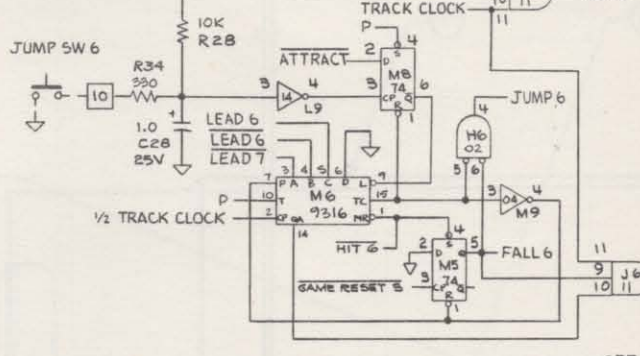 TRACK CLOCK
11
10K
R28
P
4
JUMP SW 6
ATTRACT
2
D
S
M8
74
R34
330
10
3
14
4
L9
3
CP
6
R
1
JUMP 6
4
1.0
C28
25V
LEAD 6
LEAD 6
LEAD 7
H6
02
5
6
7
3
4
5
6
9
P A B C D L
P
10
T
M6
TC
15
3
04
4
M9
1/2 TRACK CLOCK
2
CP
QA
9316
MR
1
14
HIT 6
4
S
2
D
5
FALL 6
M5
74
GAME RESET 5
3
CP
R
1
11
9
10
J6
11